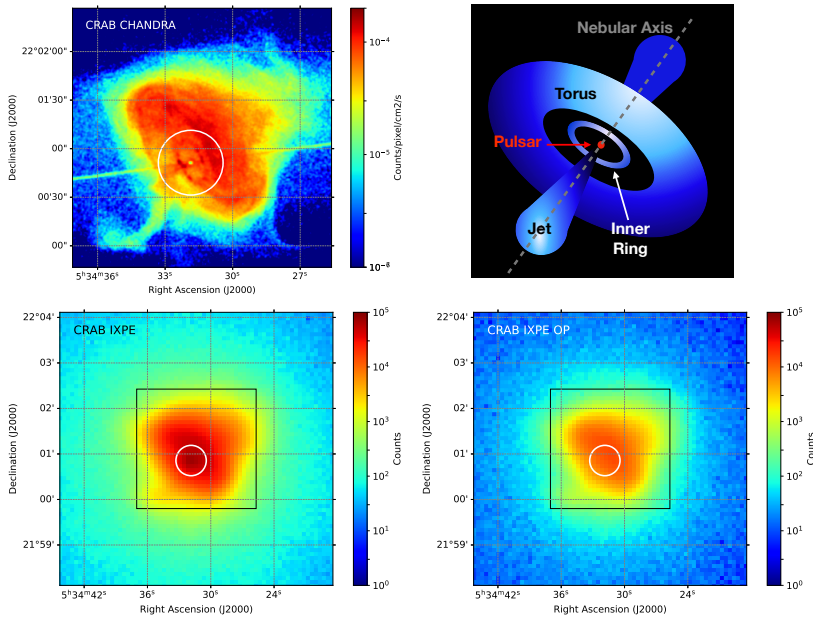 CRAB CHANDRA
22°02'00"
01'30"
00"
00'30"
00"
Declination (J2000)
5ʰ34ᵐ36ˢ
33ˢ
30ˢ
27ˢ
Right Ascension (J2000)
10⁻⁴
10⁻⁵
10⁻⁸
Counts/pixel/cm2/s
Nebular Axis
Torus
Pulsar
Jet
Inner
Ring
CRAB IXPE
22°04'
03'
02'
01'
00'
21°59'
Declination (J2000)
5ʰ34ᵐ42ˢ
36ˢ
30ˢ
24ˢ
Right Ascension (J2000)
10⁵
10⁴
10³
10²
10¹
10⁰
Counts
CRAB IXPE OP
22°04'
03'
02'
01'
00'
21°59'
Declination (J2000)
5ʰ34ᵐ42ˢ
36ˢ
30ˢ
24ˢ
Right Ascension (J2000)
10⁵
10⁴
10³
10²
10¹
10⁰
Counts